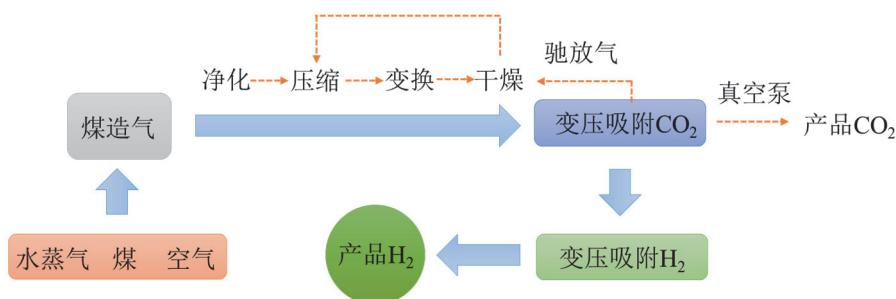 驰放气
净化 压缩 变换 干燥
真空泵
煤造气
变压吸附CO₂
产品CO₂
水蒸气 煤 空气
产品H₂
变压吸附H₂